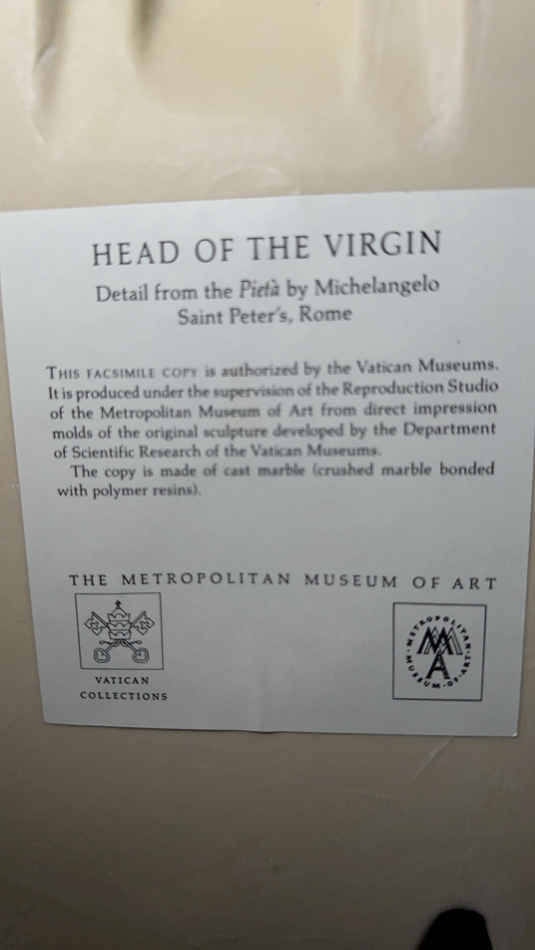 HEAD OF THE VIRGIN
Detail from the Pietà by Michelangelo
Saint Peter's, Rome
THIS FACSIMILE COPY is authorized by the Vatican Museums.
It is produced under the supervision of the Reproduction Studio
of the Metropolitan Museum of Art from direct impression
molds of the original sculpture developed by the Department
of Scientific Research of the Vatican Museums.
The copy is made of cast marble (crushed marble bonded
with polymer resins).
THE METROPOLITAN MUSEUM OF ART
VATICAN
COLLECTIONS
METROPOLITAN MUSEUM·OF·ART
MMA